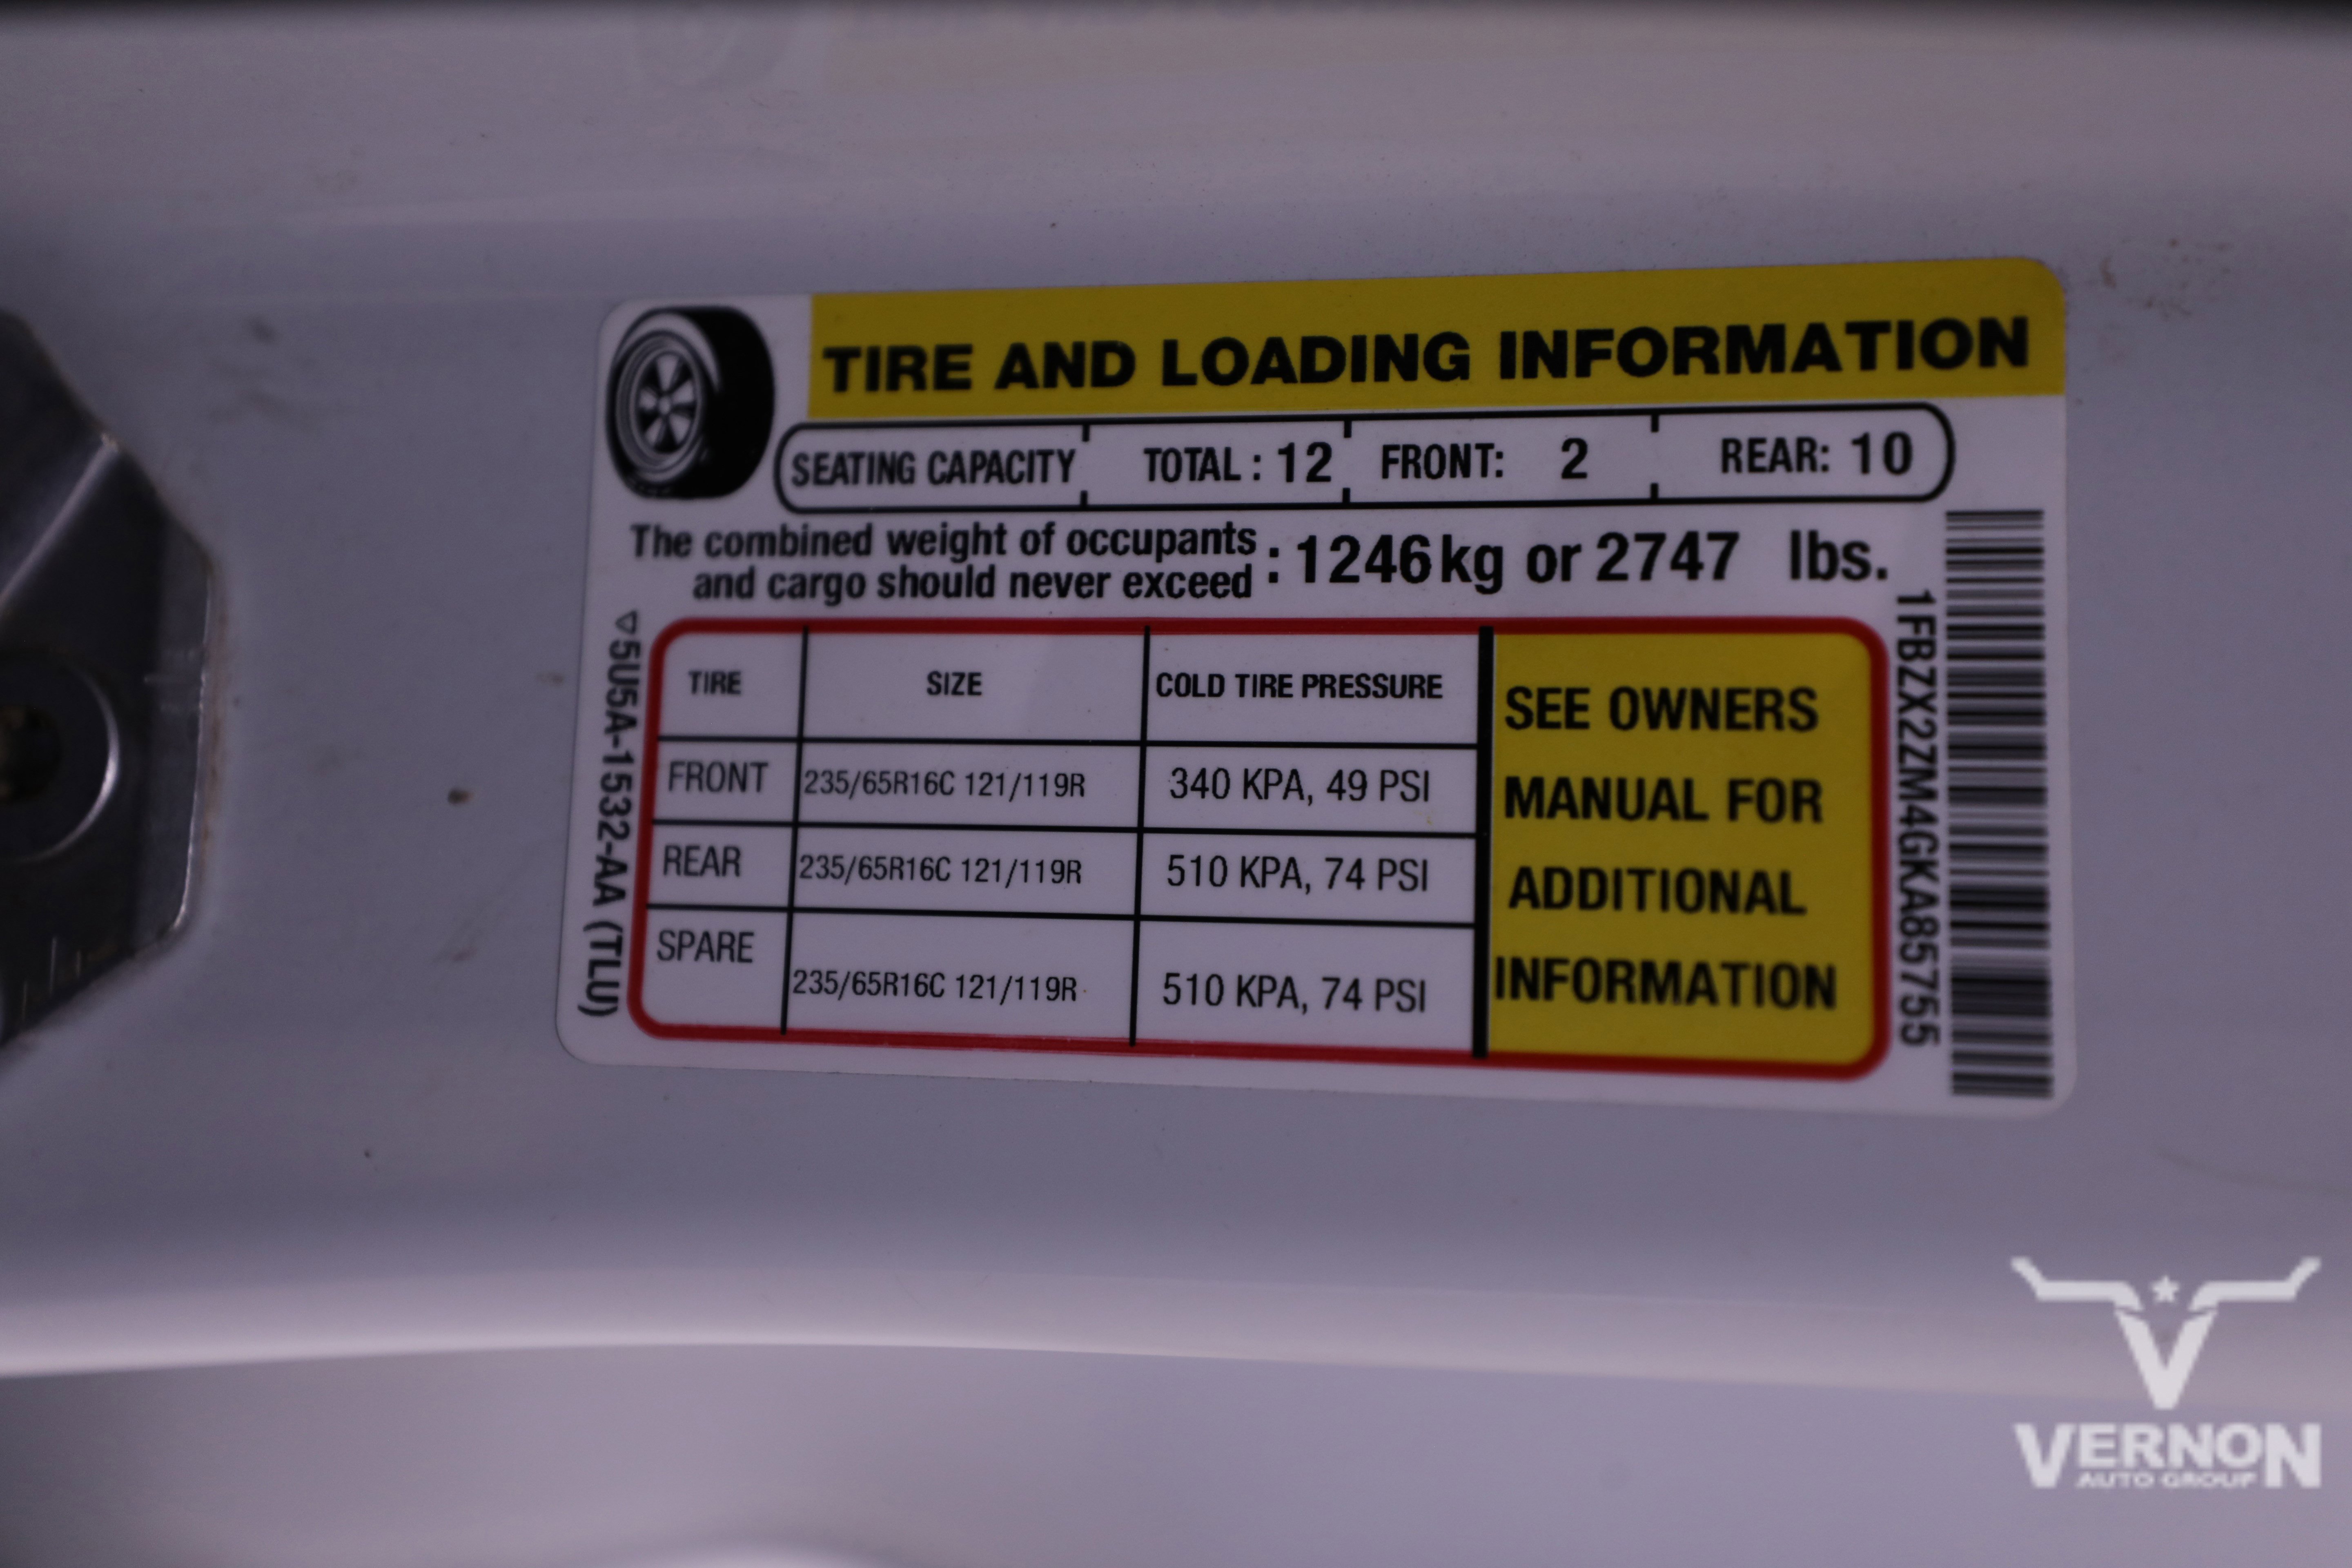 TIRE AND LOADING INFORMATION
SEATING CAPACITY TOTAL : 12 FRONT: 2 REAR: 10
The combined weight of occupants
and cargo should never exceed : 1246 kg or 2747 lbs.
▽5U5A-1532-AA (TLU)
TIRE SIZE COLD TIRE PRESSURE
FRONT 235/65R16C 121/119R 340 KPA, 49 PSI
REAR 235/65R16C 121/119R 510 KPA, 74 PSI
SPARE 235/65R16C 121/119R 510 KPA, 74 PSI
SEE OWNERS
MANUAL FOR
ADDITIONAL
INFORMATION
1FBZX2ZM4GKA85755
VERNON
AUTO GROUP